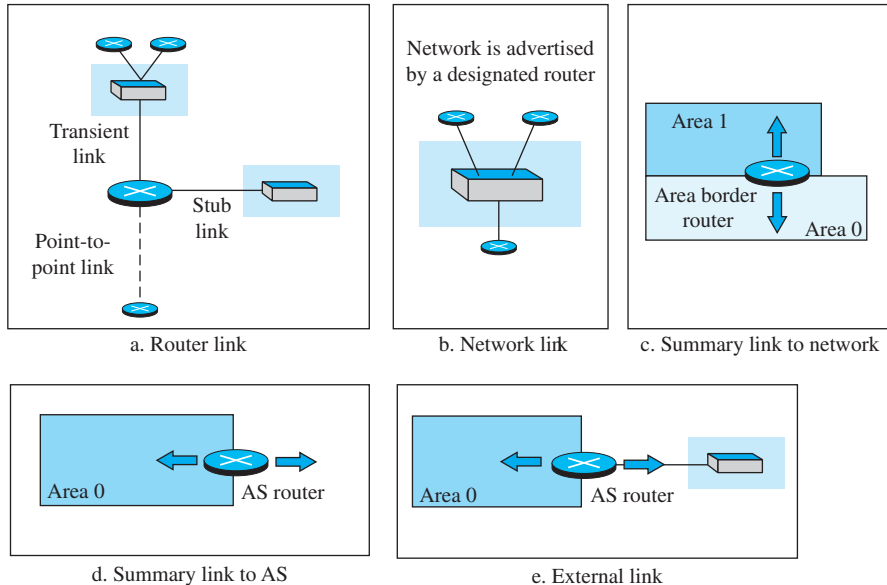 Network is advertised
by a designated router
Transient
link
Stub
link
Point-to-
point link
Area 1
Area border
router
Area 0
a. Router link
b. Network link
c. Summary link to network
Area 0
AS router
Area 0
AS router
d. Summary link to AS
e. External link